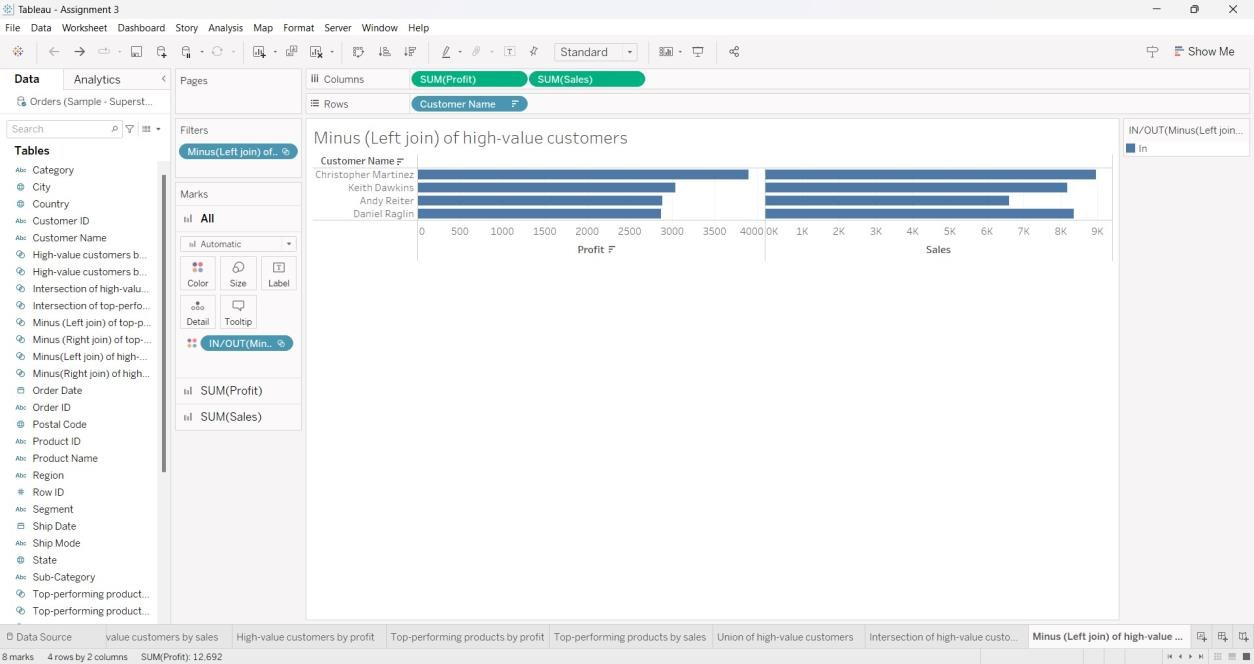 Tableau - Assignment 3
File Data Worksheet Dashboard Story Analysis Map Format Server Window Help
Standard
Show Me
Data Analytics
Orders (Sample - Superst...
Search
Tables
Abc Category
City
Country
Abc Customer ID
Abc Customer Name
High-value customers b...
High-value customers b...
Intersection of high-valu...
Intersection of top-perfo...
Minus (Left join) of top-p...
Minus (Right join) of top-...
Minus(Left join) of high-...
Minus(Right join) of high...
Order Date
Abc Order ID
Postal Code
Abc Product ID
Abc Product Name
Abc Region
# Row ID
Abc Segment
Ship Date
Abc Ship Mode
State
Abc Sub-Category
Top-performing product...
Top-performing product...
Pages
Filters
Minus(Left join) of..
Marks
All
Automatic
Color Size Label
Detail Tooltip
IN/OUT(Min..
SUM(Profit)
SUM(Sales)
Columns SUM(Profit) SUM(Sales)
Rows Customer Name
Minus (Left join) of high-value customers
Customer Name
Christopher Martinez
Keith Dawkins
Andy Reiter
Daniel Raglin
0 500 1000 1500 2000 2500 3000 3500 4000 0K 1K 2K 3K 4K 5K 6K 7K 8K 9K
Profit Sales
IN/OUT(Minus(Left join...
In
Data Source value customers by sales High-value customers by profit Top-performing products by profit Top-performing products by sales Union of high-value customers Intersection of high-value custo... Minus (Left join) of high-value ...
8 marks 4 rows by 2 columns SUM(Profit): 12,692